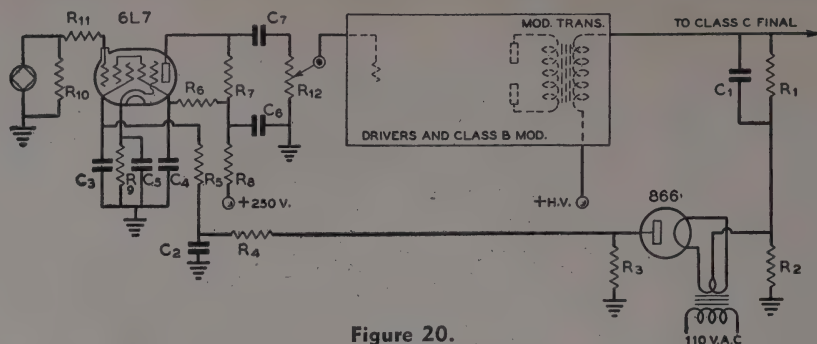 R11
6L7
C7
MOD. TRANS.
TO CLASS C FINAL
R10
R6
R7
R12
C1
R1
C6
DRIVERS AND CLASS B MOD.
C3
R9
C5
C4
R5
R8
+250 V.
+H.V.
866
C2
R4
R3
R2
Figure 20.
110 V.A.C.